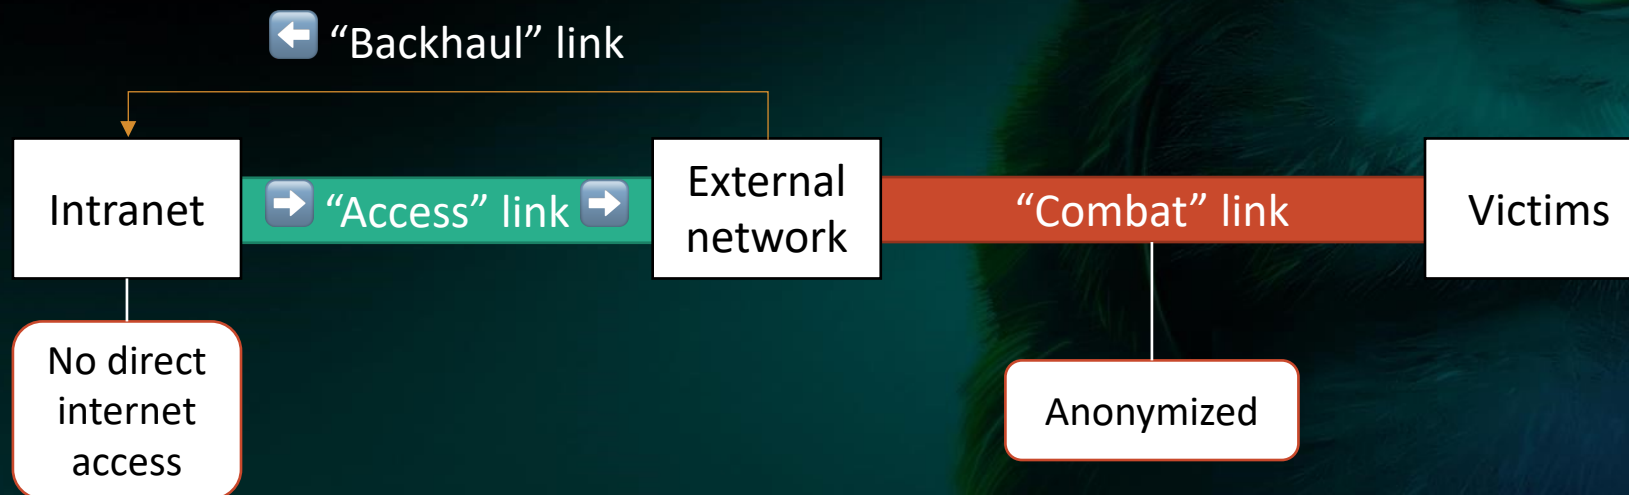 ⬅️ “Backhaul” link
Intranet
➡️ “Access” link ➡️
External
network
“Combat” link
Victims
No direct
internet
access
Anonymized